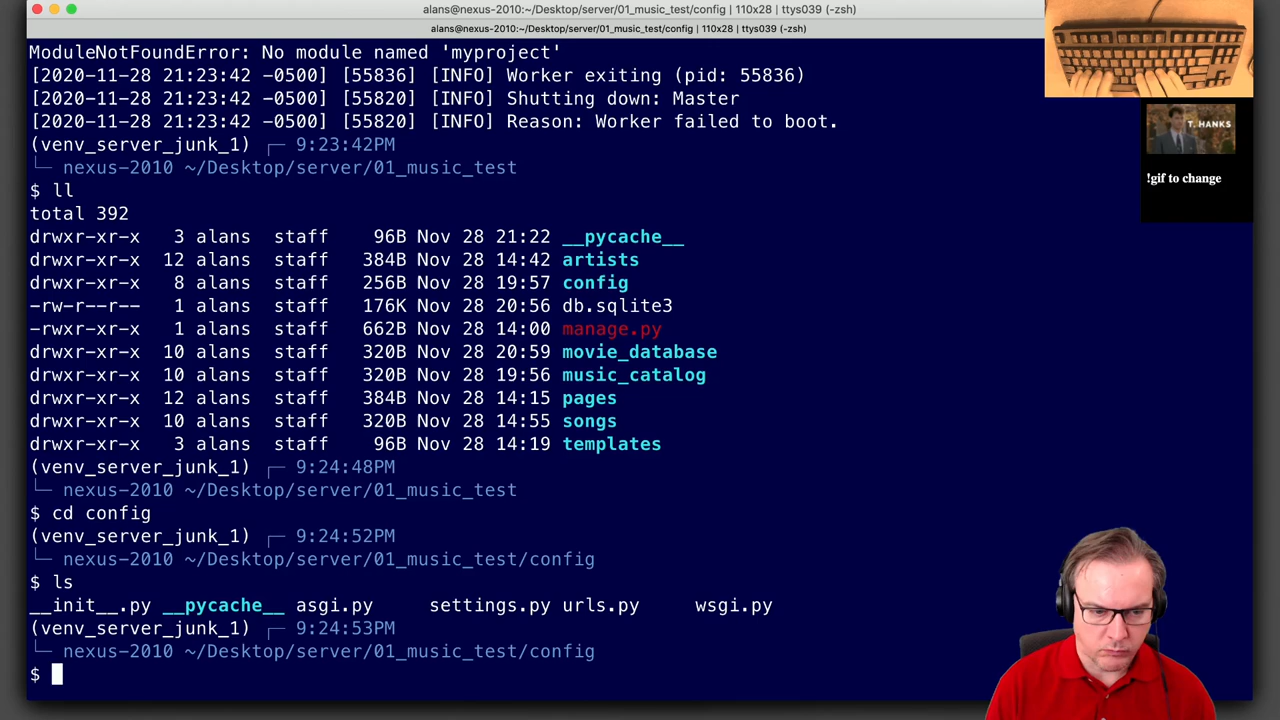 alans@nexus-2010:~/Desktop/server/01_music_test/config | 110x28 | ttys039 (-zsh)
alans@nexus-2010:~/Desktop/server/01_music_test/config | 110x28 | ttys039 (-zsh)
ModuleNotFoundError: No module named 'myproject'
[2020-11-28 21:23:42 -0500] [55836] [INFO] Worker exiting (pid: 55836)
[2020-11-28 21:23:42 -0500] [55820] [INFO] Shutting down: Master
[2020-11-28 21:23:42 -0500] [55820] [INFO] Reason: Worker failed to boot.
(venv_server_junk_1) ┌─ 9:23:42PM
└─ nexus-2010 ~/Desktop/server/01_music_test
$ ll
total 392
drwxr-xr-x 3 alans staff 96B Nov 28 21:22 __pycache__
drwxr-xr-x 12 alans staff 384B Nov 28 14:42 artists
drwxr-xr-x 8 alans staff 256B Nov 28 19:57 config
-rw-r--r-- 1 alans staff 176K Nov 28 20:56 db.sqlite3
-rwxr-xr-x 1 alans staff 662B Nov 28 14:00 manage.py
drwxr-xr-x 10 alans staff 320B Nov 28 20:59 movie_database
drwxr-xr-x 10 alans staff 320B Nov 28 19:56 music_catalog
drwxr-xr-x 12 alans staff 384B Nov 28 14:15 pages
drwxr-xr-x 10 alans staff 320B Nov 28 14:55 songs
drwxr-xr-x 3 alans staff 96B Nov 28 14:19 templates
(venv_server_junk_1) ┌─ 9:24:48PM
└─ nexus-2010 ~/Desktop/server/01_music_test
$ cd config
(venv_server_junk_1) ┌─ 9:24:52PM
└─ nexus-2010 ~/Desktop/server/01_music_test/config
$ ls
__init__.py __pycache__ asgi.py settings.py urls.py wsgi.py
(venv_server_junk_1) ┌─ 9:24:53PM
└─ nexus-2010 ~/Desktop/server/01_music_test/config
$
T. HANKS
!gif to change